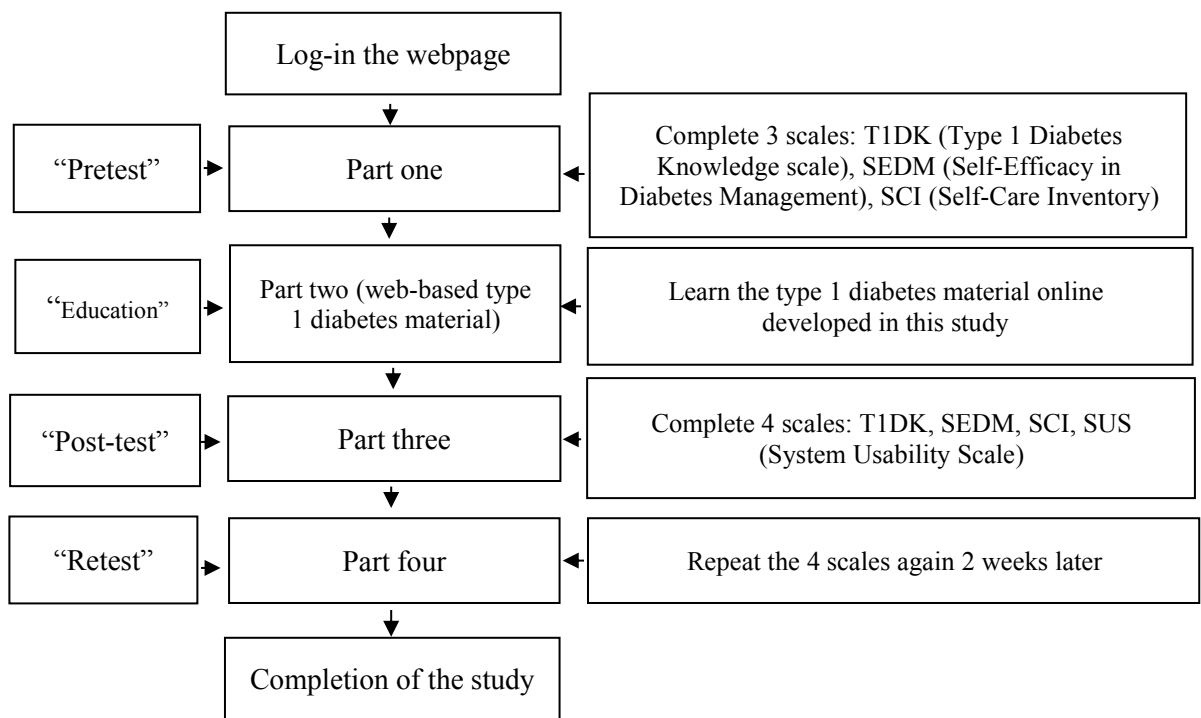 Log-in the webpage
“Pretest”
Part one
Complete 3 scales: T1DK (Type 1 Diabetes
Knowledge scale), SEDM (Self-Efficacy in
Diabetes Management), SCI (Self-Care Inventory)
“Education”
Part two (web-based type
1 diabetes material)
Learn the type 1 diabetes material online
developed in this study
“Post-test”
Part three
Complete 4 scales: T1DK, SEDM, SCI, SUS
(System Usability Scale)
“Retest”
Part four
Repeat the 4 scales again 2 weeks later
Completion of the study